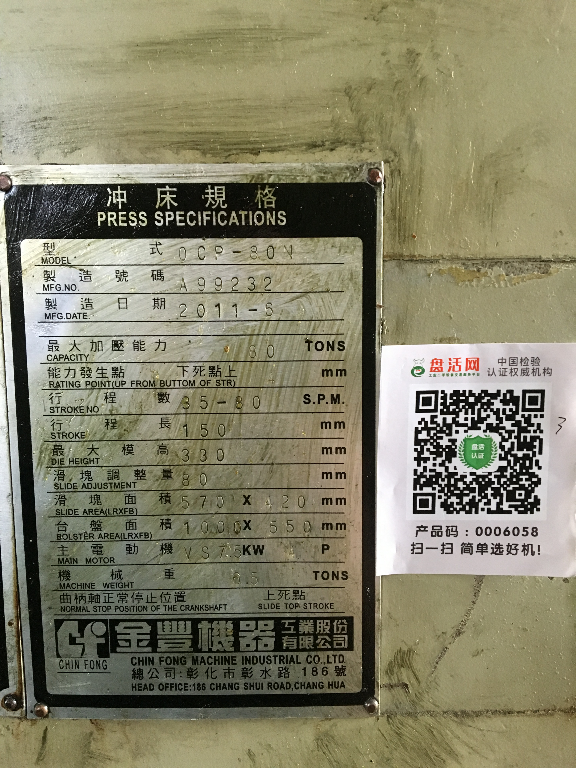 冲床規格
PRESS SPECIFICATIONS
型式 OCP-80N
MODEL
製造號碼 A99232
MFG.NO.
製造日期 2011-5
MFG.DATE.
最大加壓能力 80 TONS
CAPACITY
能力發生點 下死點上 mm
RATING POINT(UP FROM BUTTOM OF STR)
行程數 35-80 S.P.M.
STROKE NO
行程長 150 mm
STROKE
最大模高 330 mm
DIE HEIGHT
滑塊調整量 80 mm
SLIDE ADJUSTMENT
滑塊面積 570 X 420 mm
SLIDE AREA(LRXFB)
台盤面積 1000 X 550 mm
BOLSTER AREA(LRXFB)
主電動機 VS7.5 KW P
MAIN MOTOR
機械重 6.5 TONS
MACHINE WEIGHT
曲柄軸正常停止位置 上死點
NORMAL STOP POSITION OF THE CRANKSHAFT SLIDE TOP STROKE
CHIN FONG
金豐機器工業股份有限公司
CHIN FONG MACHINE INDUSTRIAL CO.,LTD.
總公司:彰化市彰水路186號
HEAD OFFICE:186 CHANG SHUI ROAD,CHANG HUA
盘活网
中国检验
认证权威机构
盘活
认证
产品码:0006058
扫一扫 简单选好机!
3